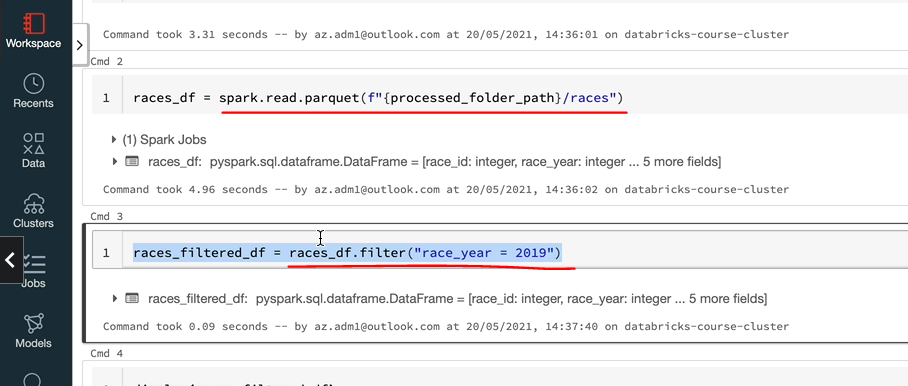 Workspace
Recents
Data
Clusters
Jobs
Models
Command took 3.31 seconds -- by az.adm1@outlook.com at 20/05/2021, 14:36:01 on databricks-course-cluster
Cmd 2
1 races_df = spark.read.parquet(f"{processed_folder_path}/races")
(1) Spark Jobs
races_df: pyspark.sql.dataframe.DataFrame = [race_id: integer, race_year: integer ... 5 more fields]
Command took 4.96 seconds -- by az.adm1@outlook.com at 20/05/2021, 14:36:02 on databricks-course-cluster
Cmd 3
1 races_filtered_df = races_df.filter("race_year = 2019")
races_filtered_df: pyspark.sql.dataframe.DataFrame = [race_id: integer, race_year: integer ... 5 more fields]
Command took 0.09 seconds -- by az.adm1@outlook.com at 20/05/2021, 14:37:40 on databricks-course-cluster
Cmd 4